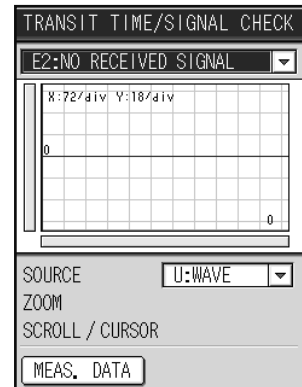 TRANSIT TIME/SIGNAL CHECK
E2:NO RECEIVED SIGNAL
X:72/div Y:18/div
0
0
SOURCE U:WAVE
ZOOM
SCROLL / CURSOR
MEAS. DATA